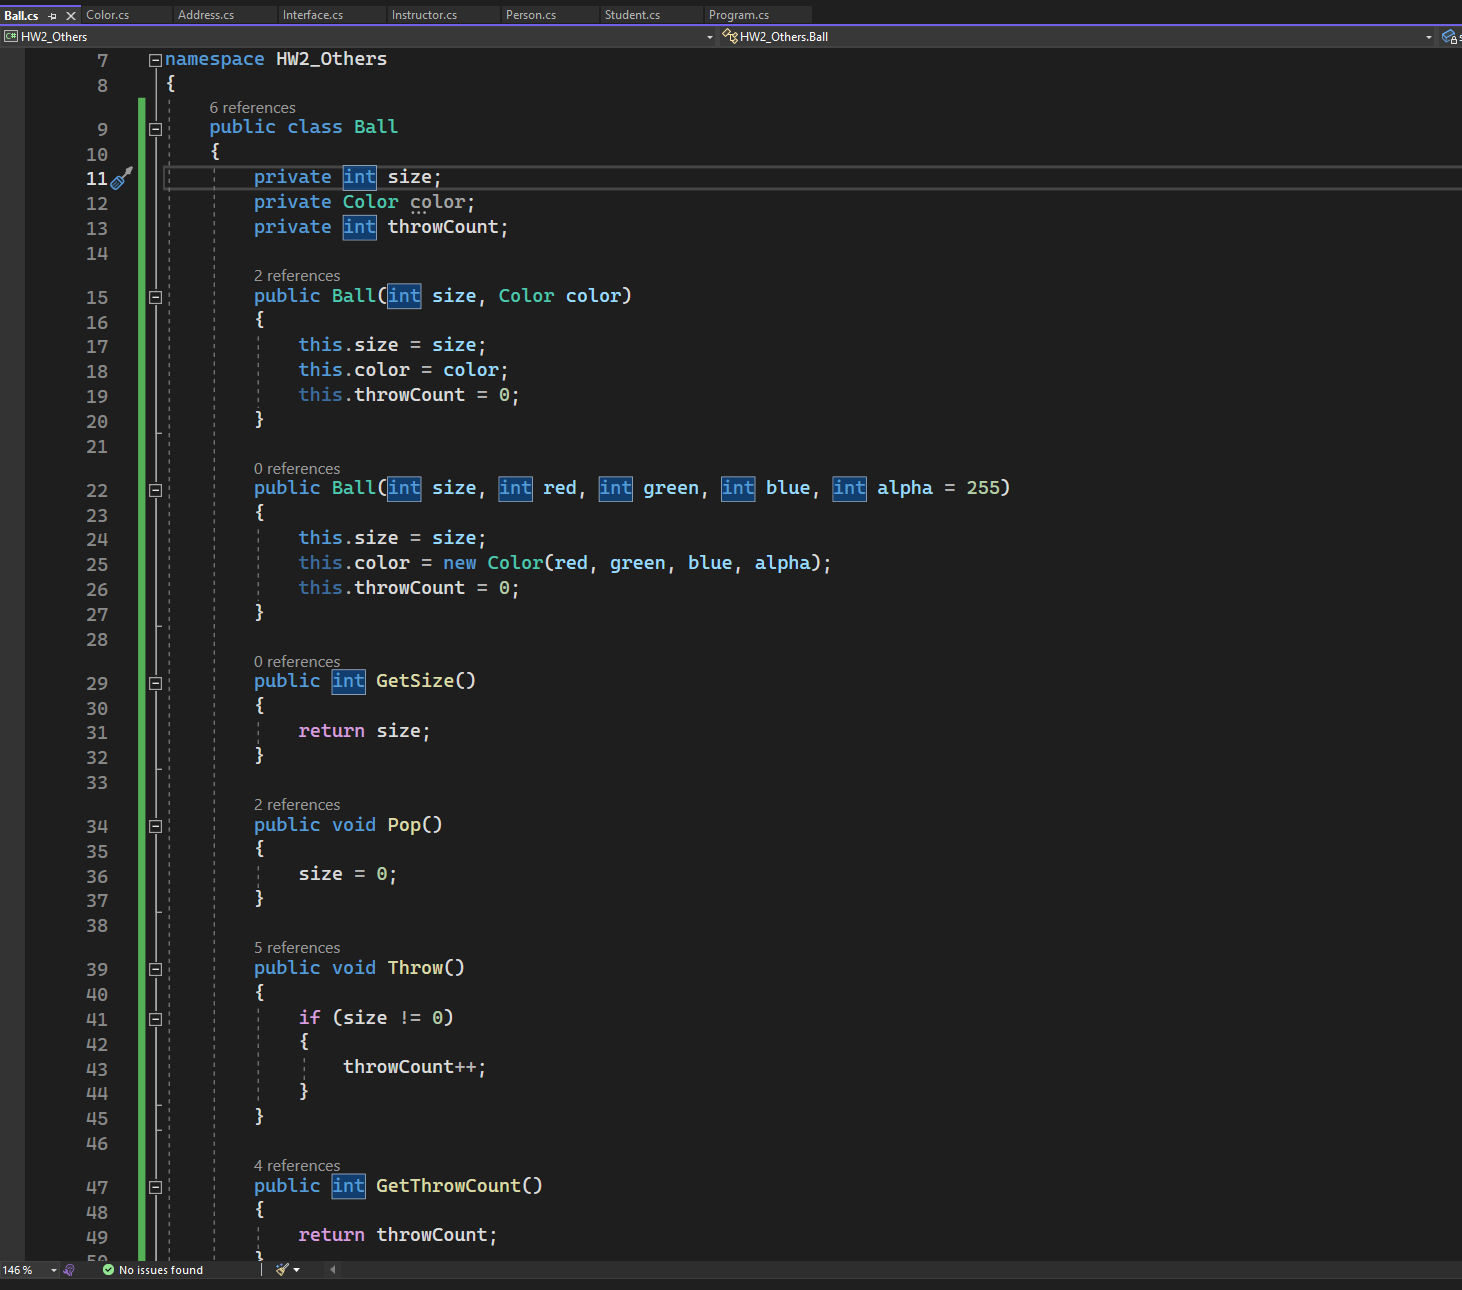 Ball.cs Color.cs Address.cs Interface.cs Instructor.cs Person.cs Student.cs Program.cs
C# HW2_Others HW2_Others.Ball
7 namespace HW2_Others
8 {
6 references
9 public class Ball
10 {
11 private int size;
12 private Color color;
13 private int throwCount;
14
2 references
15 public Ball(int size, Color color)
16 {
17 this.size = size;
18 this.color = color;
19 this.throwCount = 0;
20 }
21
0 references
22 public Ball(int size, int red, int green, int blue, int alpha = 255)
23 {
24 this.size = size;
25 this.color = new Color(red, green, blue, alpha);
26 this.throwCount = 0;
27 }
28
0 references
29 public int GetSize()
30 {
31 return size;
32 }
33
2 references
34 public void Pop()
35 {
36 size = 0;
37 }
38
5 references
39 public void Throw()
40 {
41 if (size != 0)
42 {
43 throwCount++;
44 }
45 }
46
4 references
47 public int GetThrowCount()
48 {
49 return throwCount;
50 }
146 % No issues found